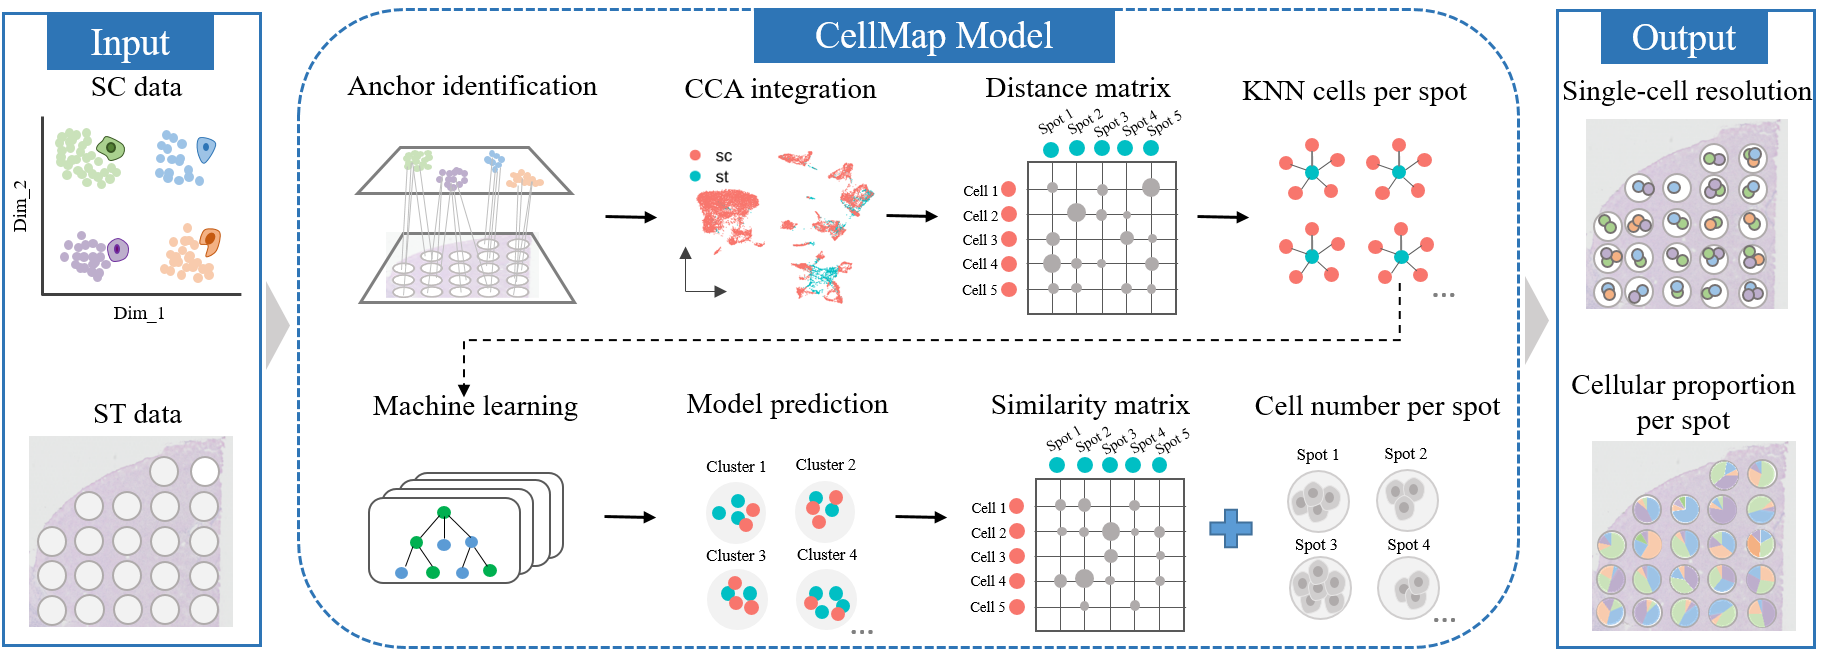 Input
SC data
Dim_2
Dim_1
ST data
CellMap Model
Anchor identification
CCA integration
sc
st
Distance matrix
Spot 1
Spot 2
Spot 3
Spot 4
Spot 5
Cell 1
Cell 2
Cell 3
Cell 4
Cell 5
KNN cells per spot
...
Machine learning
Model prediction
Cluster 1
Cluster 2
Cluster 3
Cluster 4
...
Similarity matrix
Spot 1
Spot 2
Spot 3
Spot 4
Spot 5
Cell 1
Cell 2
Cell 3
Cell 4
Cell 5
Cell number per spot
Spot 1
Spot 2
Spot 3
Spot 4
...
Output
Single-cell resolution
Cellular proportion
per spot